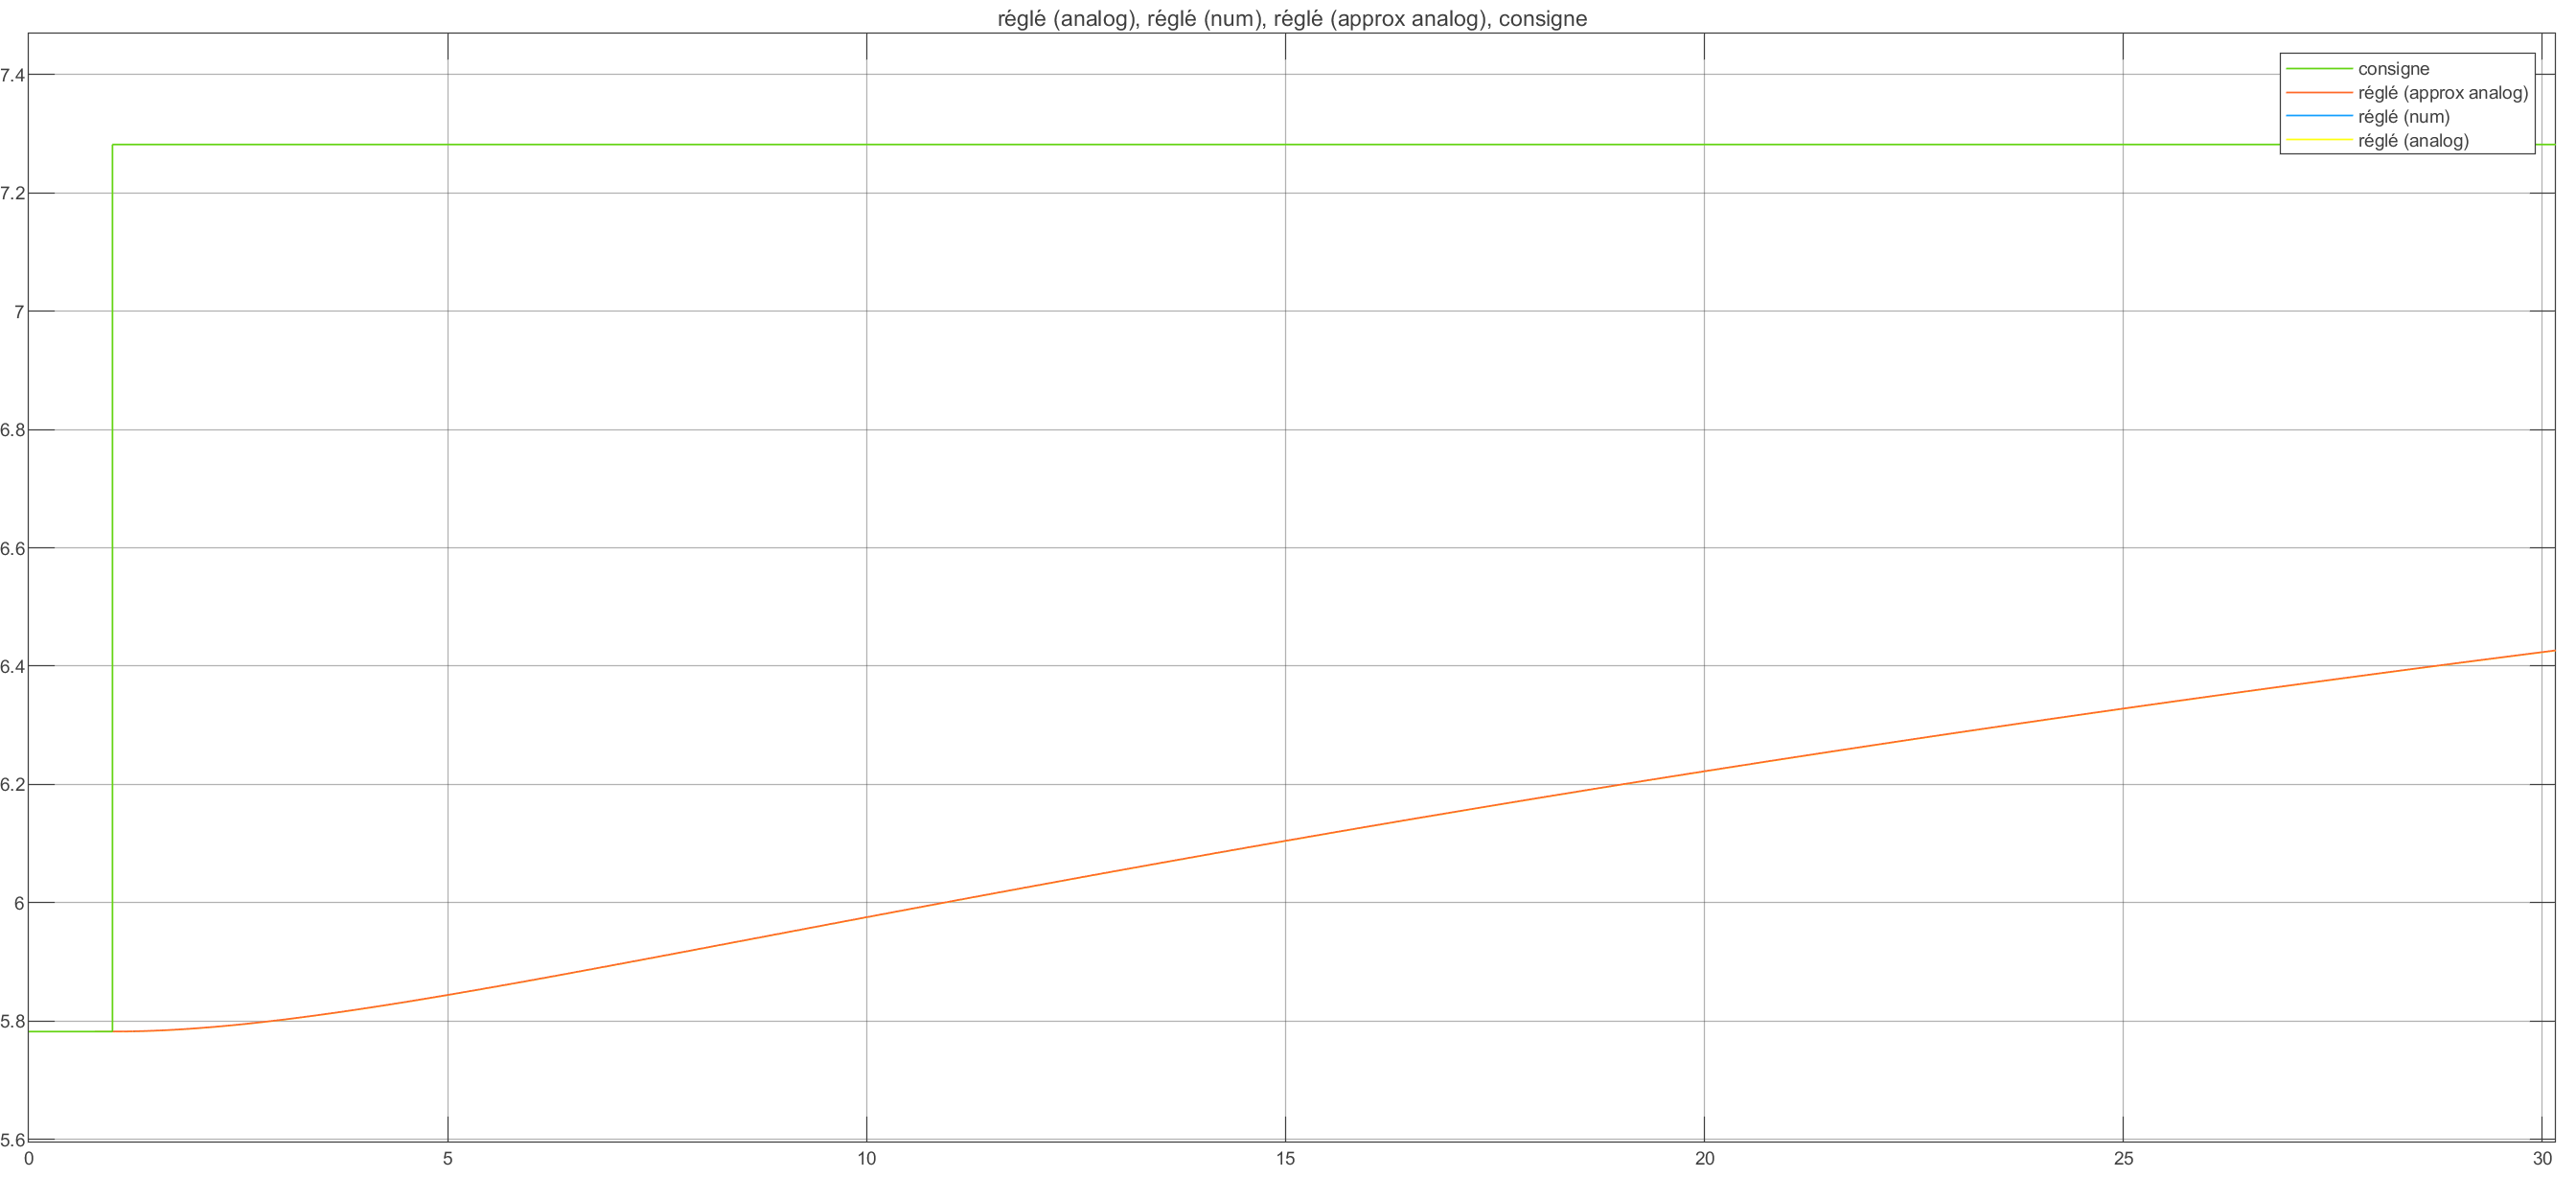 réglé (analog), réglé (num), réglé (approx analog), consigne
7.4
7.2
7
6.8
6.6
6.4
6.2
6
5.8
5.6
0 5 10 15 20 25 30
consigne
réglé (approx analog)
réglé (num)
réglé (analog)